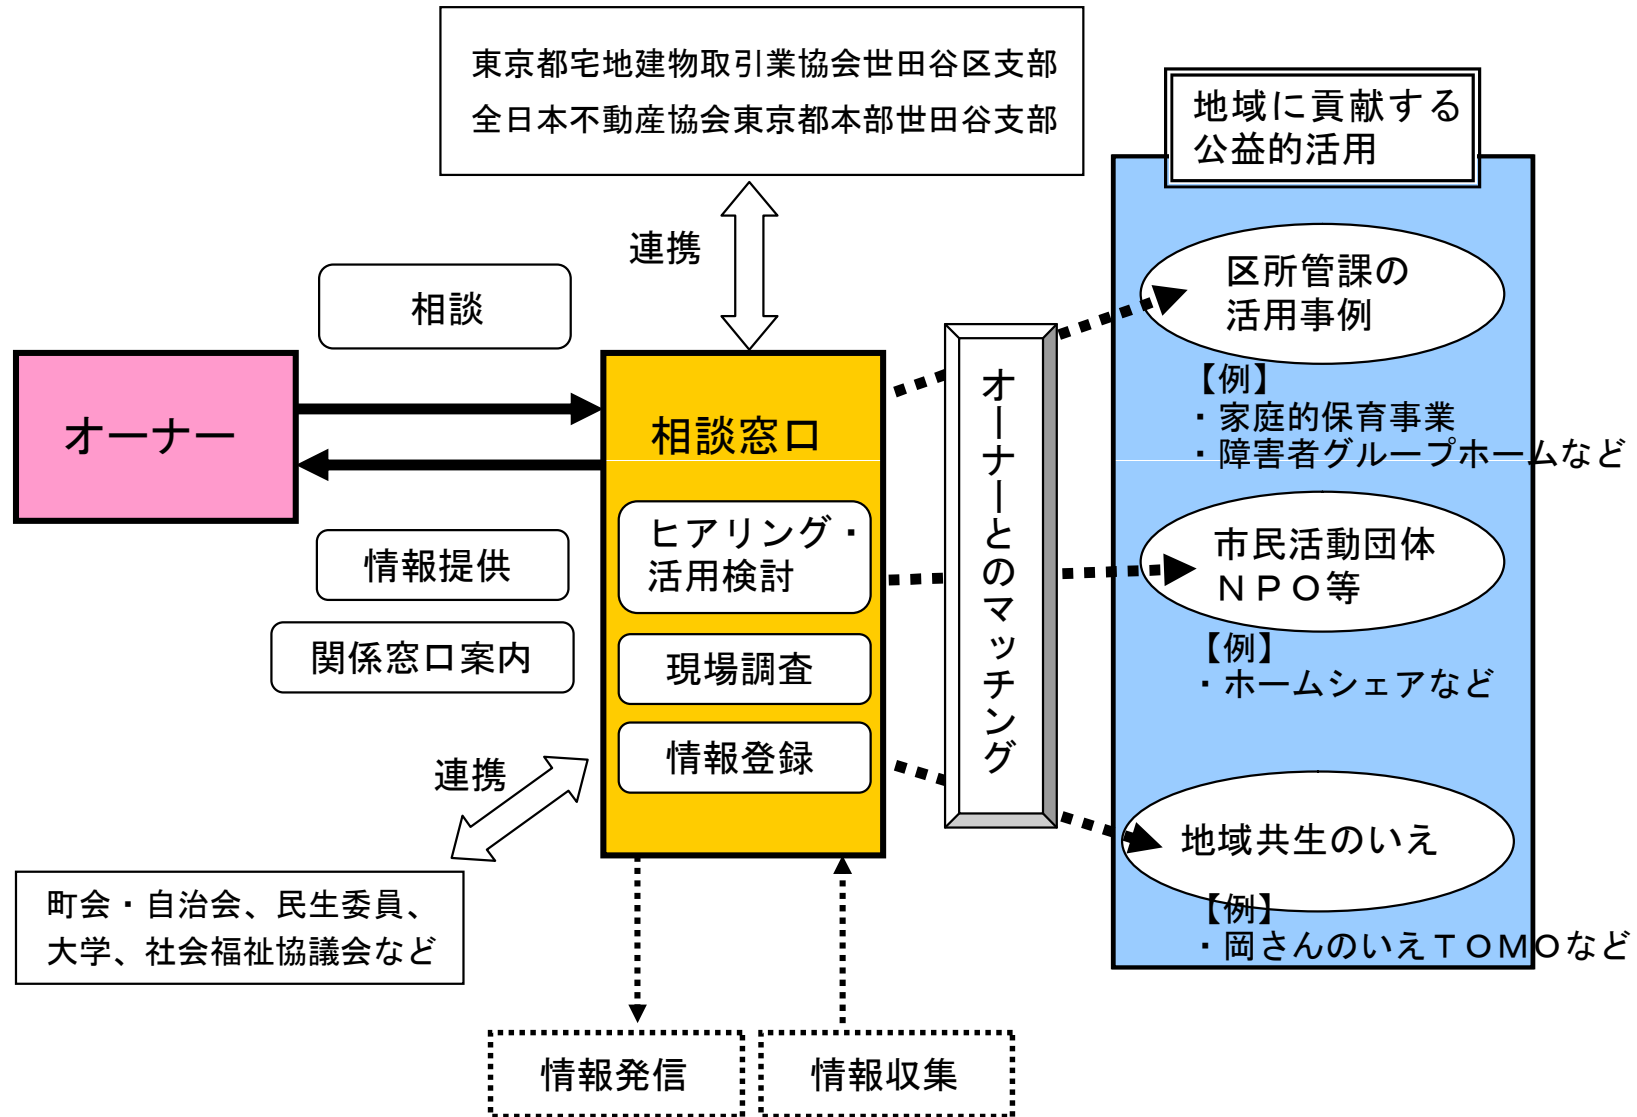 東京都宅地建物取引業協会世田谷区支部
全日本不動産協会東京都本部世田谷支部
地域に貢献する
公益的活用
連携
相談
オーナー
相談窓口
ヒアリング・
活用検討
現場調査
情報登録
情報提供
関係窓口案内
連携
町会・自治会、民生委員、
大学、社会福祉協議会など
情報発信
情報収集
オーナーとのマッチング
区所管課の
活用事例
【例】
・家庭的保育事業
・障害者グループホームなど
市民活動団体
ＮＰＯ等
【例】
・ホームシェアなど
地域共生のいえ
【例】
・岡さんのいえＴＯＭＯなど